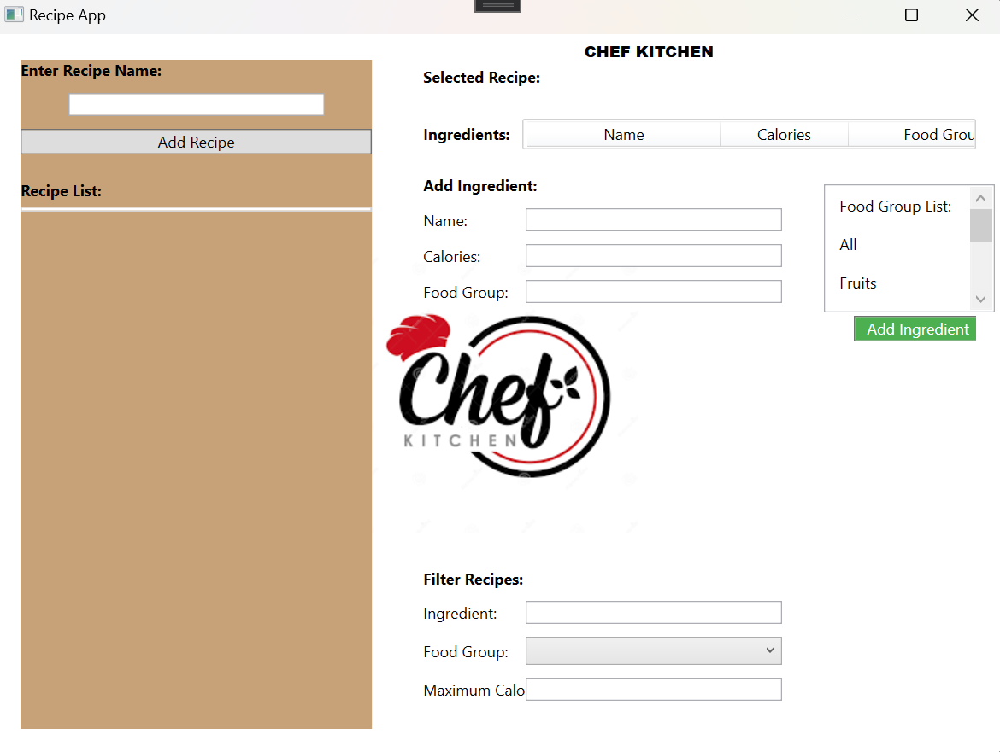 Recipe App
CHEF KITCHEN
Enter Recipe Name:
Add Recipe
Recipe List:
Selected Recipe:
Ingredients:
Name
Calories
Food Grou
Add Ingredient:
Name:
Calories:
Food Group:
Food Group List:
All
Fruits
Add Ingredient
Chef
KITCHEN
Filter Recipes:
Ingredient:
Food Group:
Maximum Calo